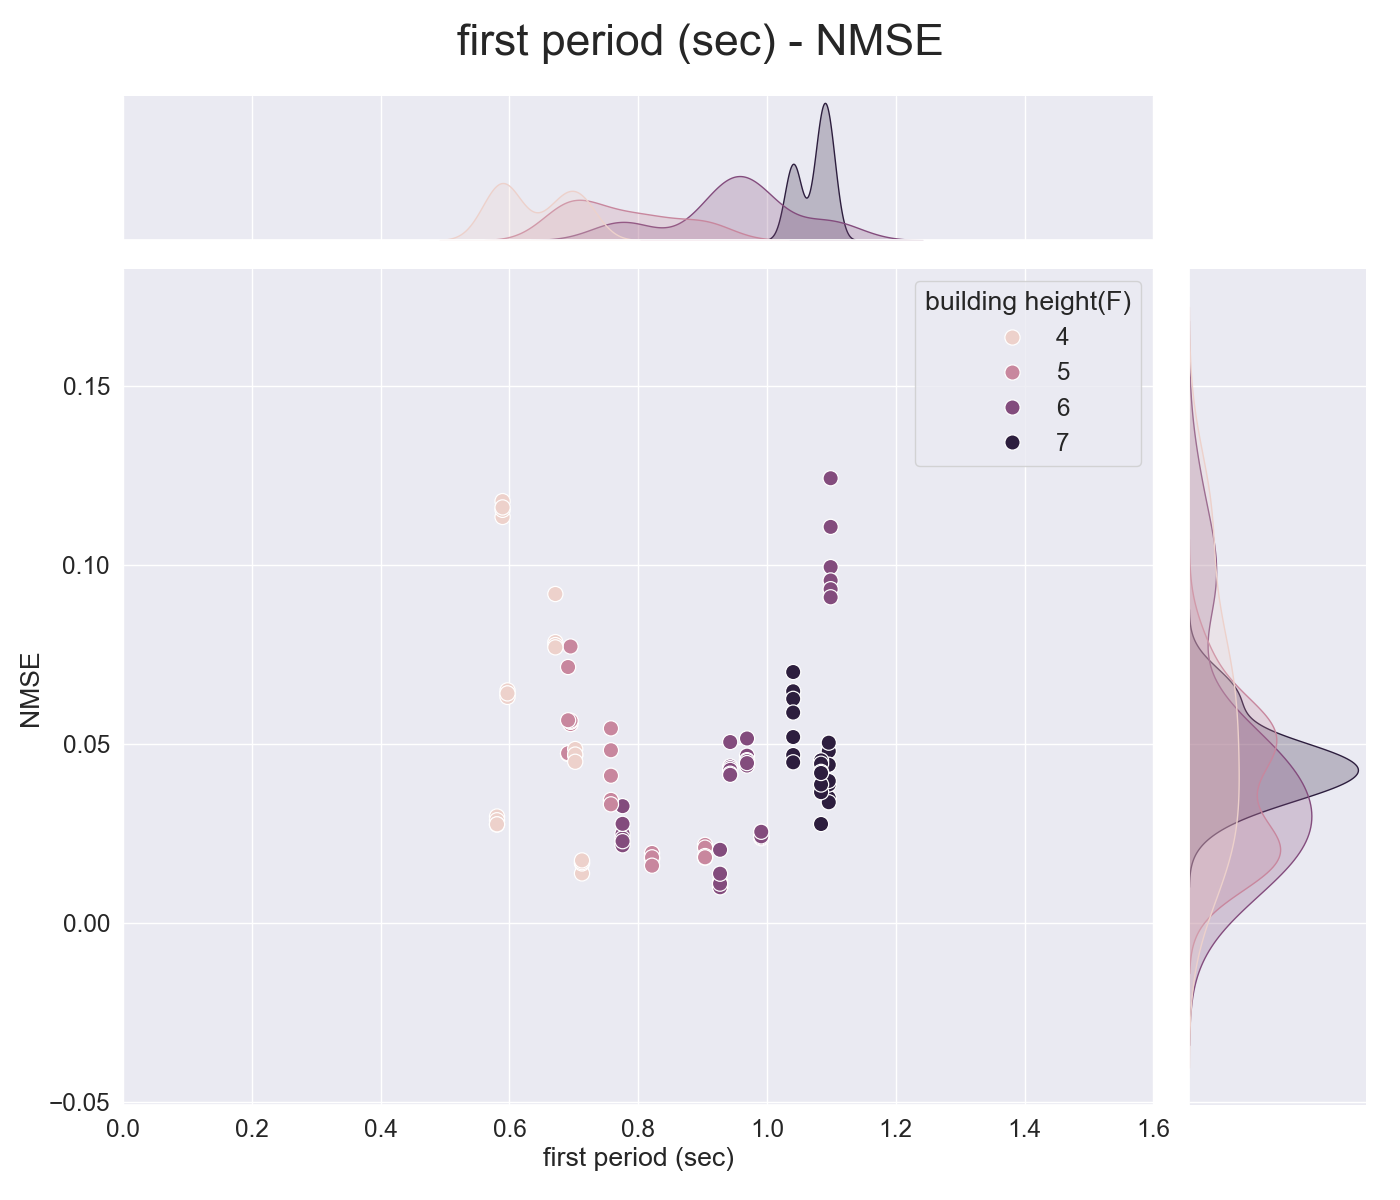 first period (sec) - NMSE
building height(F)
4
5
6
7
0.15
0.10
0.05
0.00
−0.05
NMSE
0.0 0.2 0.4 0.6 0.8 1.0 1.2 1.4 1.6
first period (sec)